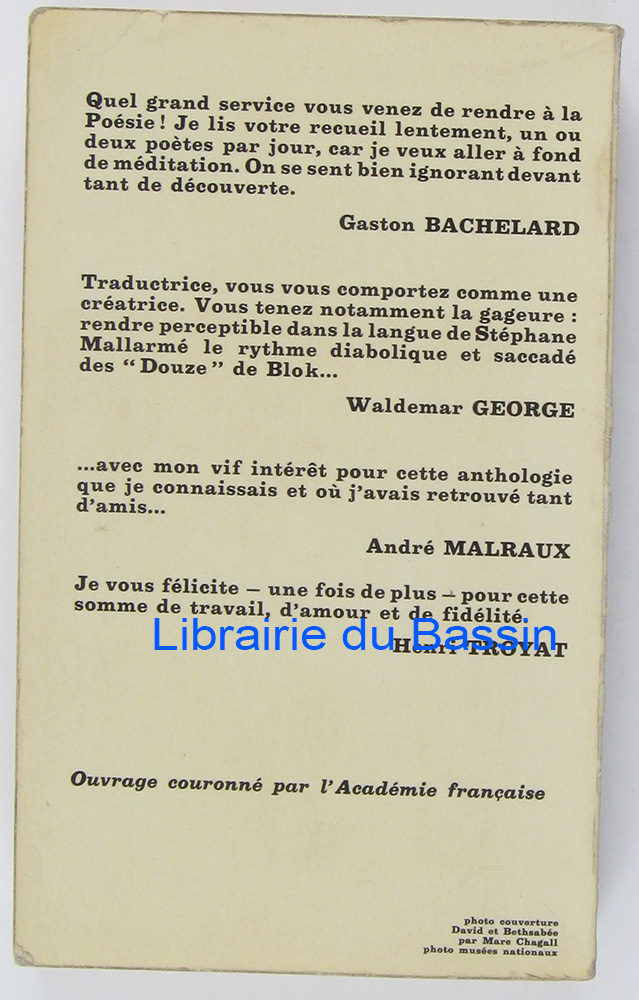 Quel grand service vous venez de rendre à la
Poésie! Je lis votre recueil lentement, un ou
deux poètes par jour, car je veux aller à fond
de méditation. On se sent bien ignorant devant
tant de découverte.
Gaston BACHELARD
Traductrice, vous vous comportez comme une
créatrice. Vous tenez notamment la gageure :
rendre perceptible dans la langue de Stéphane
Mallarmé le rythme diabolique et saccadé
des “Douze” de Blok...
Waldemar GEORGE
...avec mon vif intérêt pour cette anthologie
que je connaissais et où j'avais retrouvé tant
d'amis...
André MALRAUX
Je vous félicite — une fois de plus — pour cette
somme de travail, d'amour et de fidélité.
Librairie du Bassin
Henri TROYAT
Ouvrage couronné par l'Académie française
photo couverture
David et Bethsabée
par Marc Chagall
photo musées nationaux